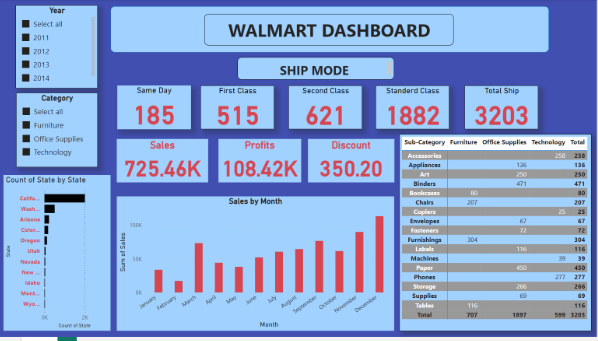 Year
Select all
2011
2012
2013
2014
WALMART DASHBOARD
SHIP MODE
Category
Select all
Furniture
Office Supplies
Technology
Same Day
185
First Class
515
Second Class
621
Standerd Class
1882
Total Ship
3203
Sales
725.46K
Profits
108.42K
Discount
350.20
Count of State by State
State
Califo...
Wash...
Arizona
Color...
Oregon
Utah
Nevada
New ...
Idaho
Mont...
Wyo...
0K 2K
Count of State
Sales by Month
Sum of Sales
100K
50K
0K
January February March April May June July August September October November December
Month
Sub-Category Furniture Office Supplies Technology Total
Accessories 258 258
Appliances 136 136
Art 250 250
Binders 471 471
Bookcases 80 80
Chairs 207 207
Copiers 25 25
Envelopes 67 67
Fasteners 72 72
Furnishings 304 304
Labels 116 116
Machines 39 39
Paper 450 450
Phones 277 277
Storage 266 266
Supplies 69 69
Tables 116 116
Total 707 1897 599 3203